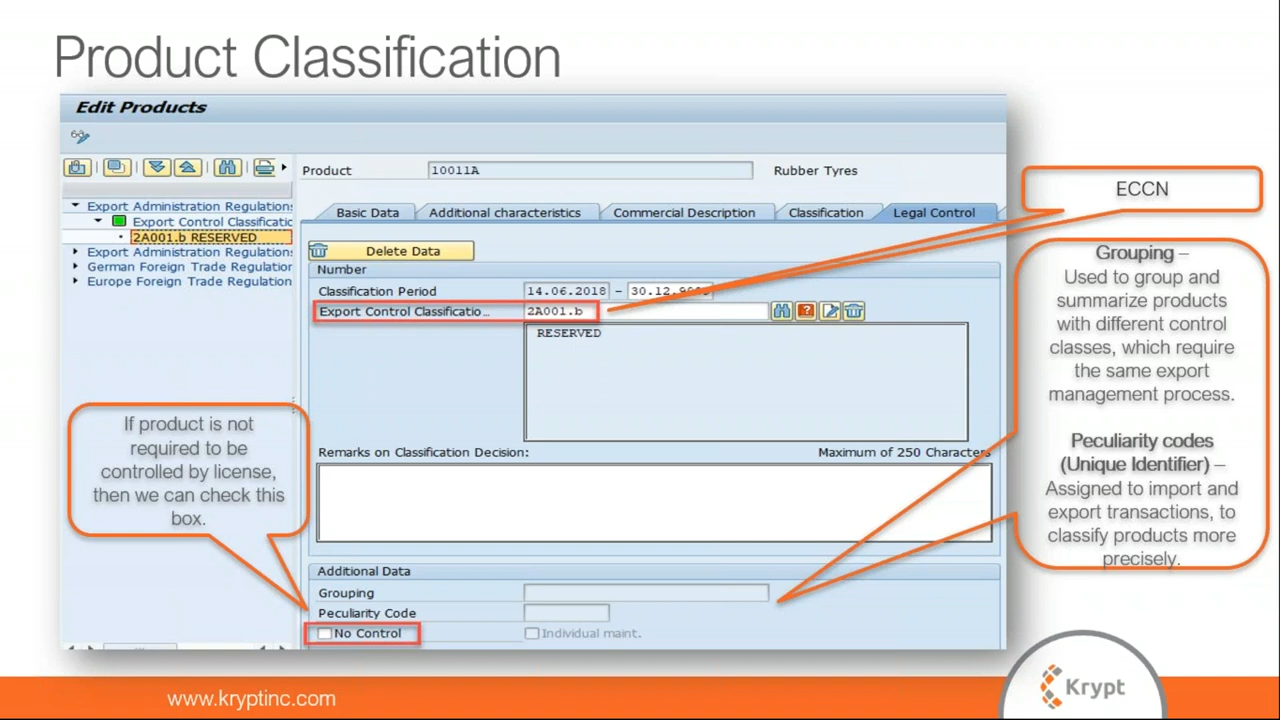 Product Classification
Edit Products
Product
10011A
Rubber Tyres
Basic Data
Additional characteristics
Commercial Description
Classification
Legal Control
Export Administration Regulations
Export Control Classificatic
2A001.b RESERVED
Export Administration Regulations
German Foreign Trade Regulation
Europe Foreign Trade Regulation
Delete Data
Number
Classification Period
14.06.2018 -
Export Control Classificatio...
2A001.b
RESERVED
Remarks on Classification Decision:
Maximum of 250 Characters
Additional Data
Grouping
Peculiarity Code
No Control
Individual maint.
If product is not
required to be
controlled by license,
then we can check this
box.
ECCN
Grouping –
Used to group and
summarize products
with different control
classes, which require
the same export
management process.
Peculiarity codes
(Unique Identifier) –
Assigned to import and
export transactions, to
classify products more
precisely.
www.kryptinc.com
Krypt